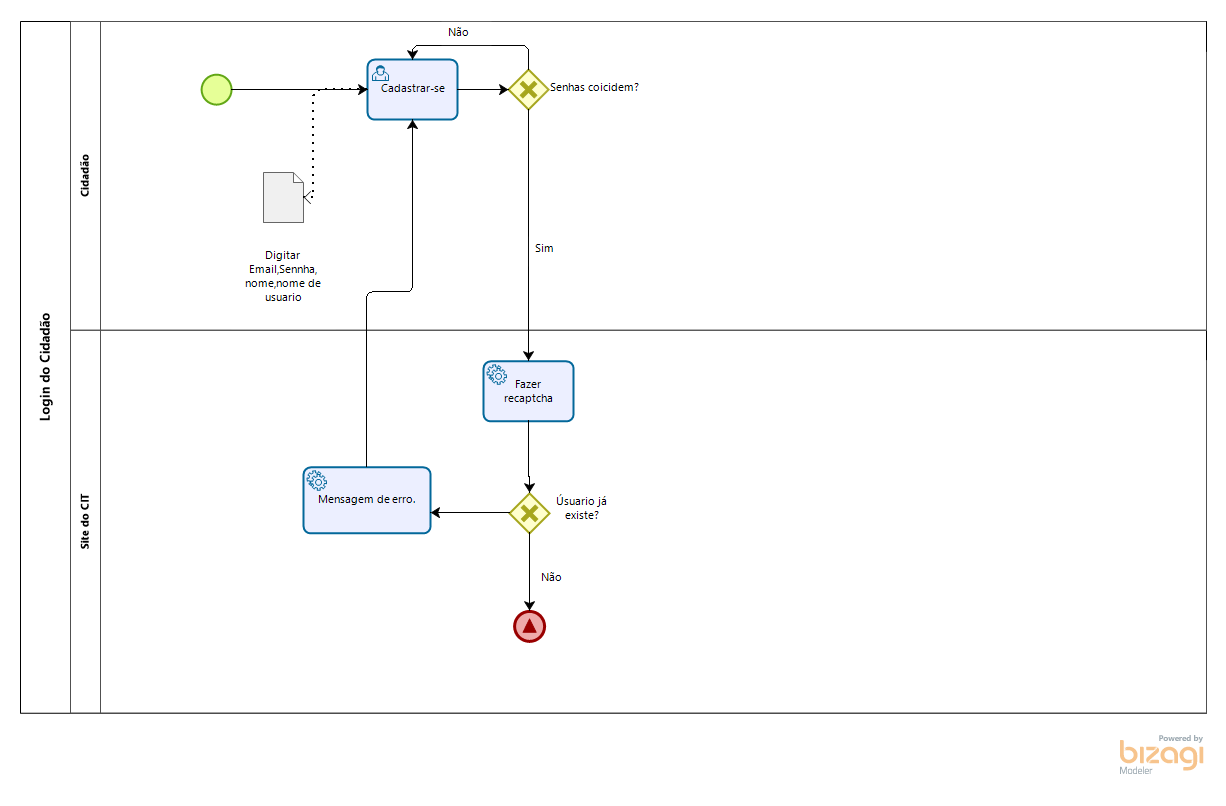 Não
Cadastrar-se
Senhas coicidem?
Cidadão
Digitar
Email,Sennha,
nome,nome de
usuario
Sim
Login do Cidadão
Fazer
recaptcha
Site do CIT
Mensagem de erro.
Úsuario já
existe?
Não
Powered by
bizagi
Modeler